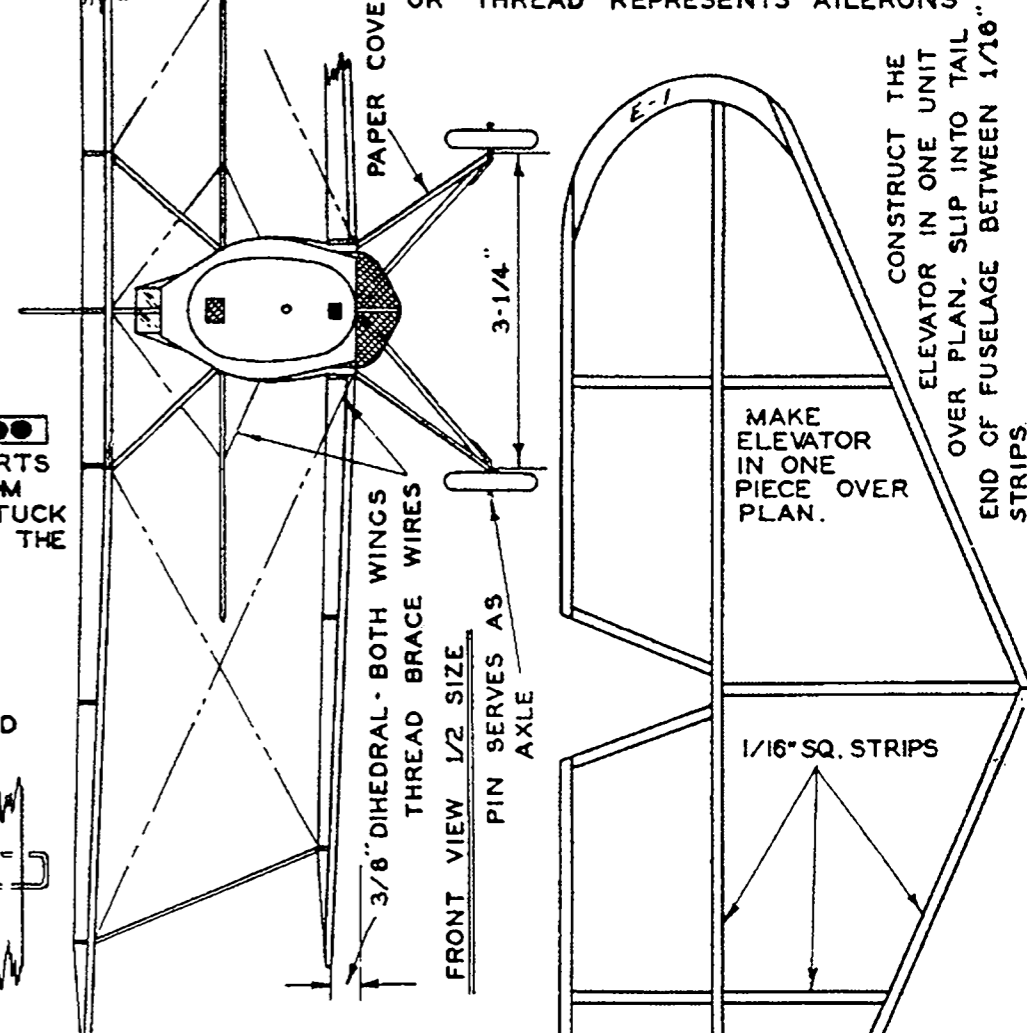 OR THREAD REPRESENTS AILERONS
PAPER COVE
E-1
CONSTRUCT THE
ELEVATOR IN ONE UNIT
OVER PLAN. SLIP INTO TAIL
END OF FUSELAGE BETWEEN 1/16"
STRIPS.
3-1/4"
MAKE
ELEVATOR
IN ONE
PIECE OVER
PLAN.
RTS
M
TUCK
THE
D
3/8" DIHEDRAL - BOTH WINGS
THREAD BRACE WIRES
FRONT VIEW 1/2 SIZE
PIN SERVES AS
AXLE
1/16" SQ. STRIPS